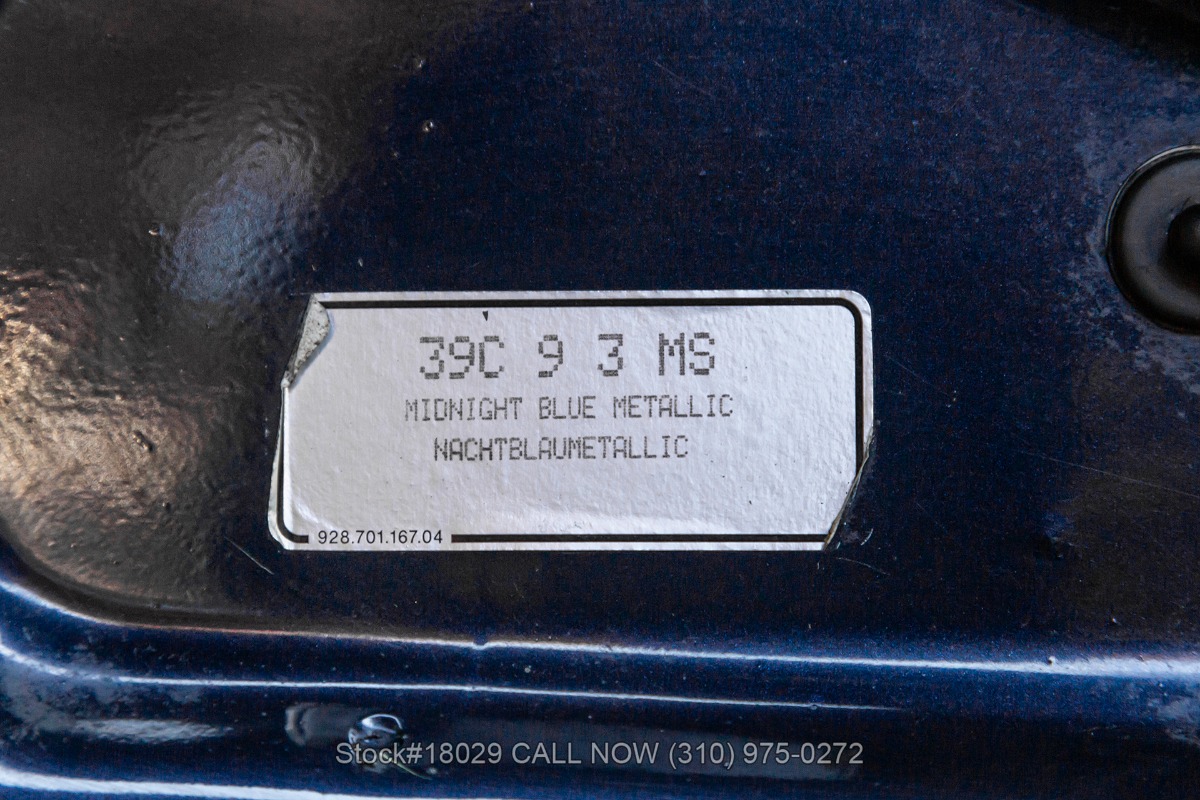 39C 9 3 MS
MIDNIGHT BLUE METALLIC
NACHTBLAUMETALLIC
928.701.167.04
Stock#18029 CALL NOW (310) 975-0272